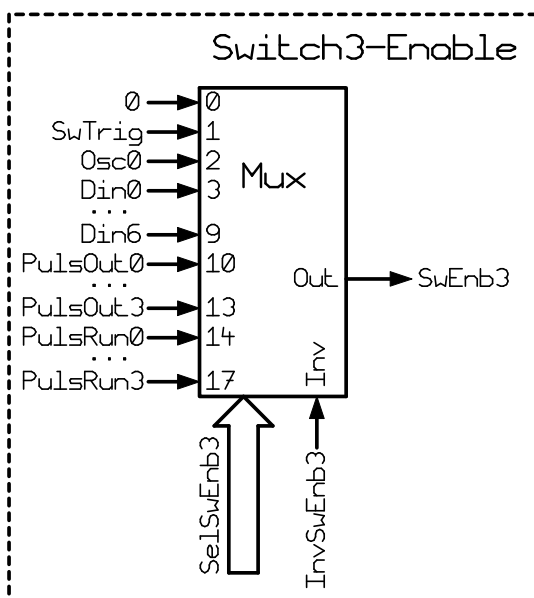 Switch3-Enable
0 0
SwTrig 1
Osc0 2
Din0 3
...
Din6 9
PulsOut0 10
...
PulsOut3 13
PulsRun0 14
...
PulsRun3 17
Mux
Out SwEnb3
Inv
SelSwEnb3
InvSwEnb3